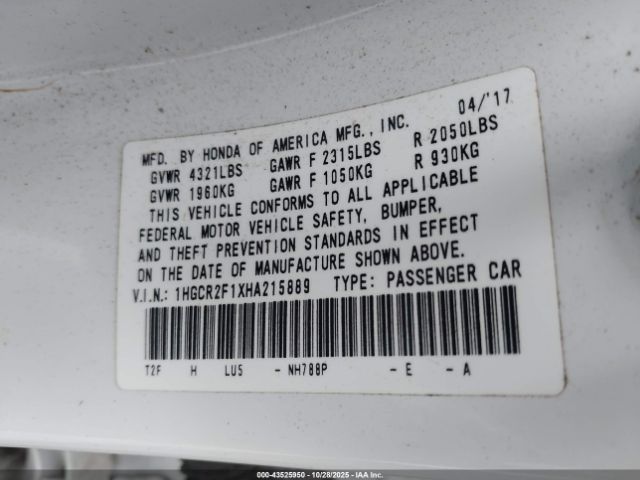 04/'17
MFD. BY HONDA OF AMERICA MFG., INC.
GVWR 4321LBS GAWR F 2315LBS R 2050LBS
GVWR 1960KG GAWR F 1050KG R 930KG
THIS VEHICLE CONFORMS TO ALL APPLICABLE
FEDERAL MOTOR VEHICLE SAFETY, BUMPER,
AND THEFT PREVENTION STANDARDS IN EFFECT
ON THE DATE OF MANUFACTURE SHOWN ABOVE.
V.I.N.: 1HGCR2F1XHA215889 TYPE: PASSENGER CAR
T2F H LU5 - NH788P - E - A
000-43525950 - 10/28/2025 - IAA Inc.